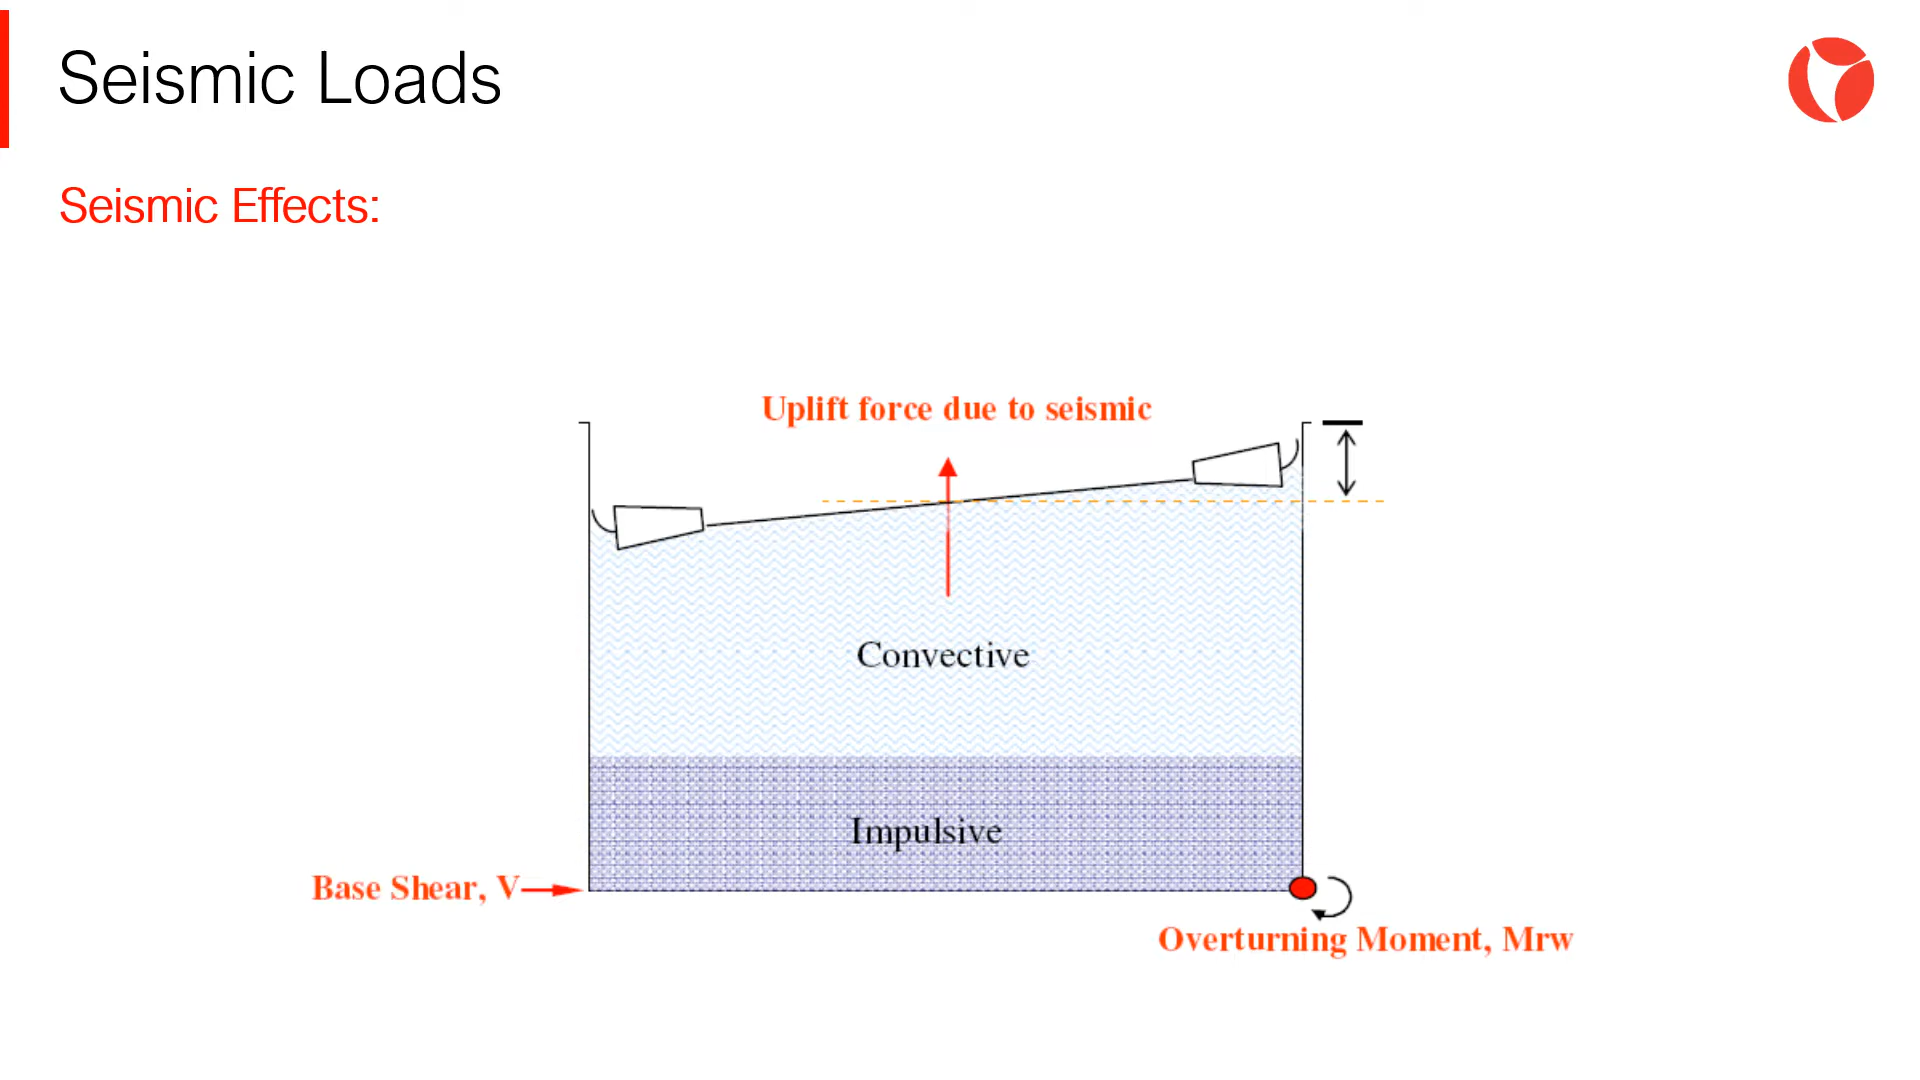 Seismic Loads
Seismic Effects:
Uplift force due to seismic
Convective
Impulsive
Base Shear, V
Overturning Moment, Mrw